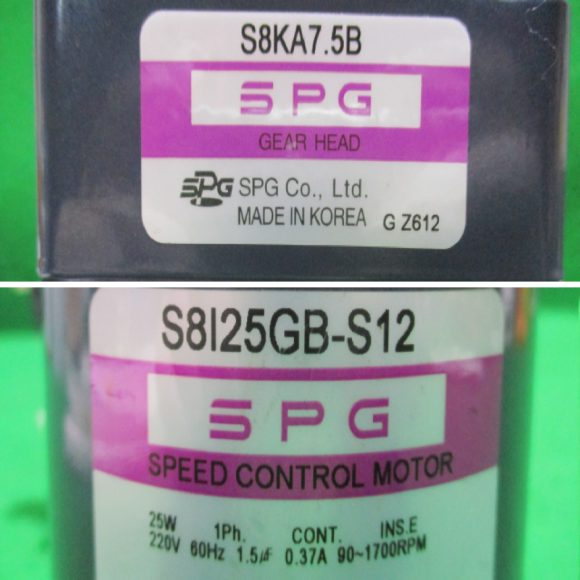 S8KA7.5B
SPG
GEAR HEAD
SPG SPG Co., Ltd.
MADE IN KOREA G Z612
S8I25GB-S12
SPG
SPEED CONTROL MOTOR
25W 1Ph. CONT. INS.E
220V 60Hz 1.5㎌ 0.37A 90~1700RPM